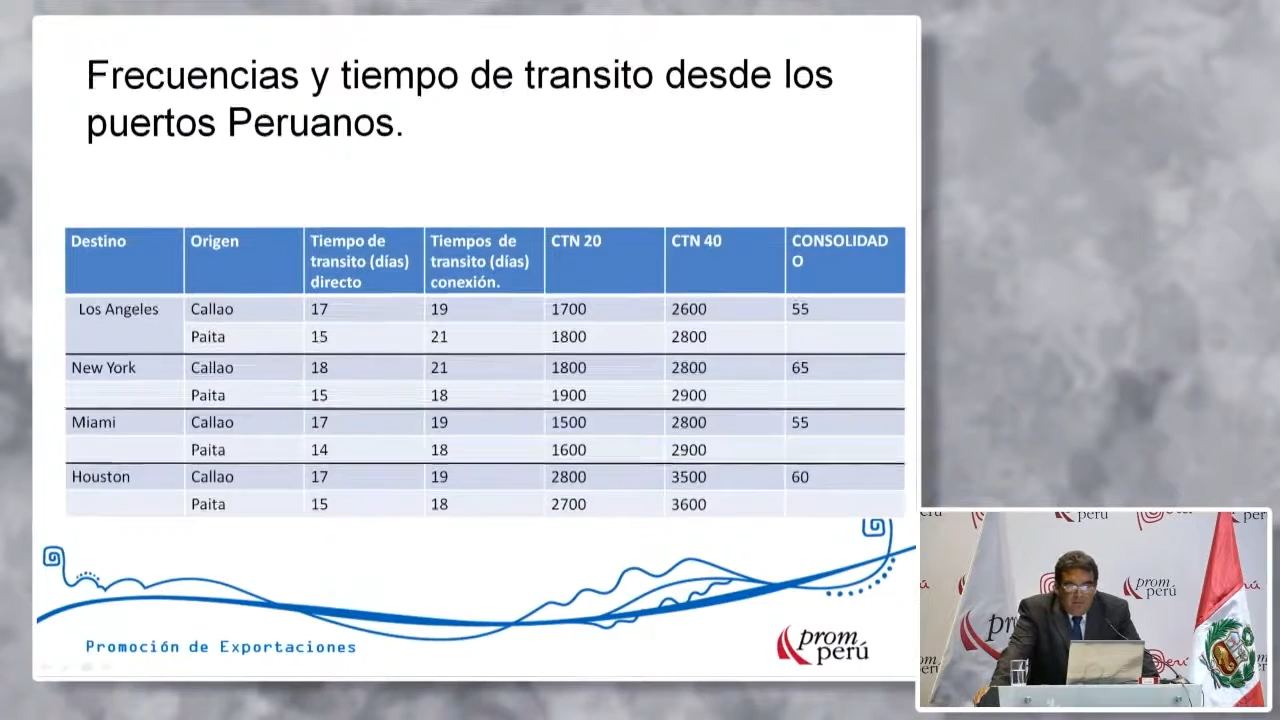 Frecuencias y tiempo de transito desde los
puertos Peruanos.
Destino Origen Tiempo de transito (días) directo Tiempos de transito (días) conexión. CTN 20 CTN 40 CONSOLIDADO
Los Angeles Callao 17 19 1700 2600 55
Paita 15 21 1800 2800
New York Callao 18 21 1800 2800 65
Paita 15 18 1900 2900
Miami Callao 17 19 1500 2800 55
Paita 14 18 1600 2900
Houston Callao 17 19 2800 3500 60
Paita 15 18 2700 3600
Promoción de Exportaciones
prom
perú
perú
prom
perú